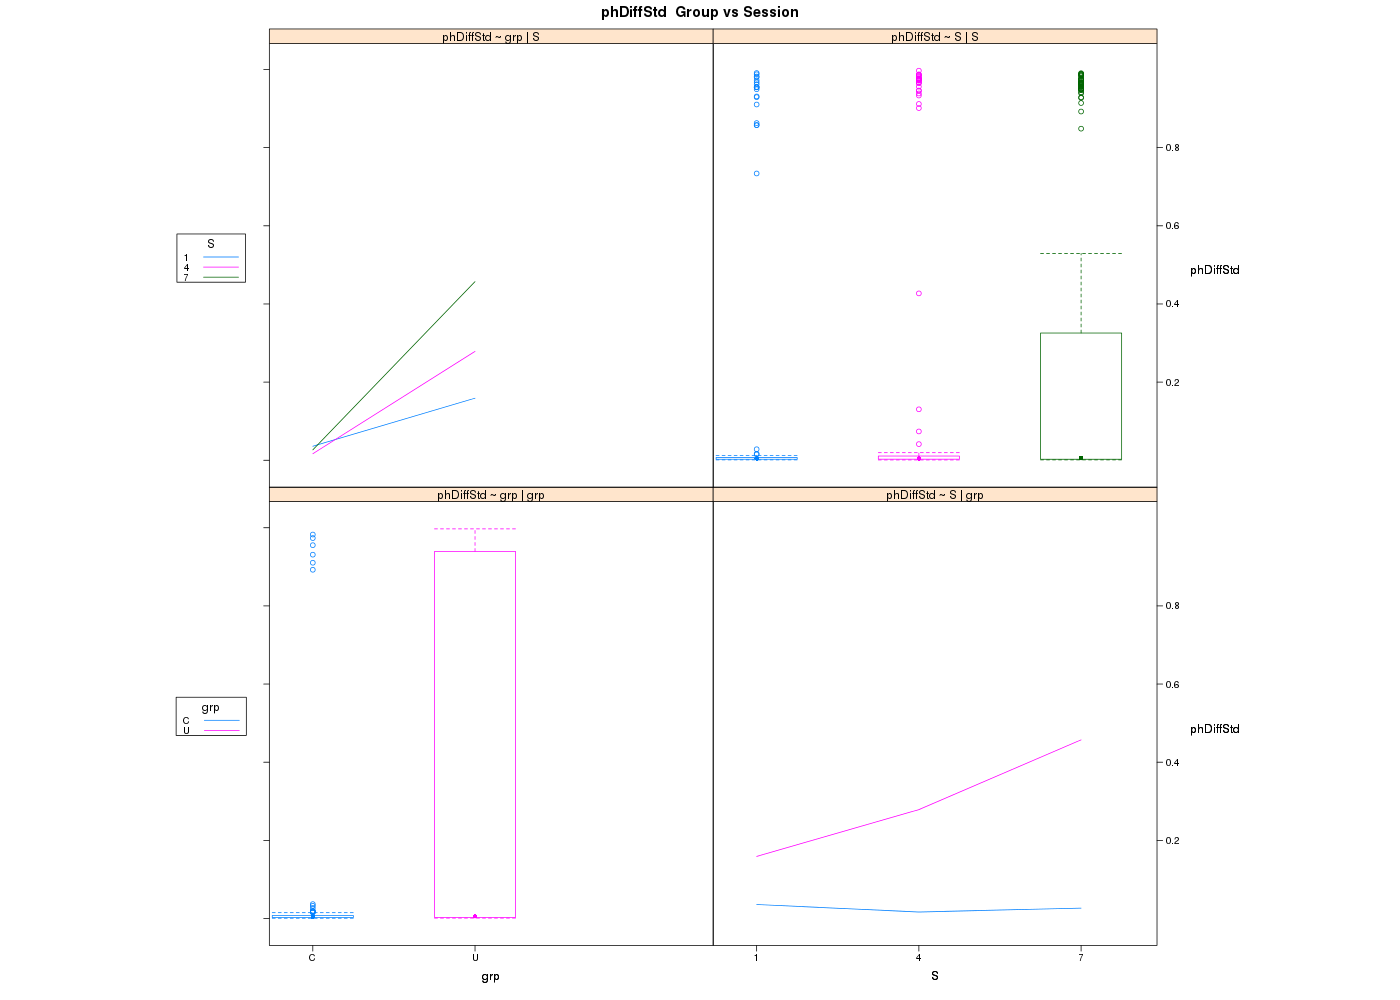 phDiffStd  Group vs Session
phDiffStd ~ grp | S
phDiffStd ~ S | S
S
1
4
7
0.8
0.6
0.4
0.2
phDiffStd
phDiffStd ~ grp | grp
phDiffStd ~ S | grp
grp
C
U
0.8
0.6
0.4
0.2
phDiffStd
C
U
1
4
7
grp
S